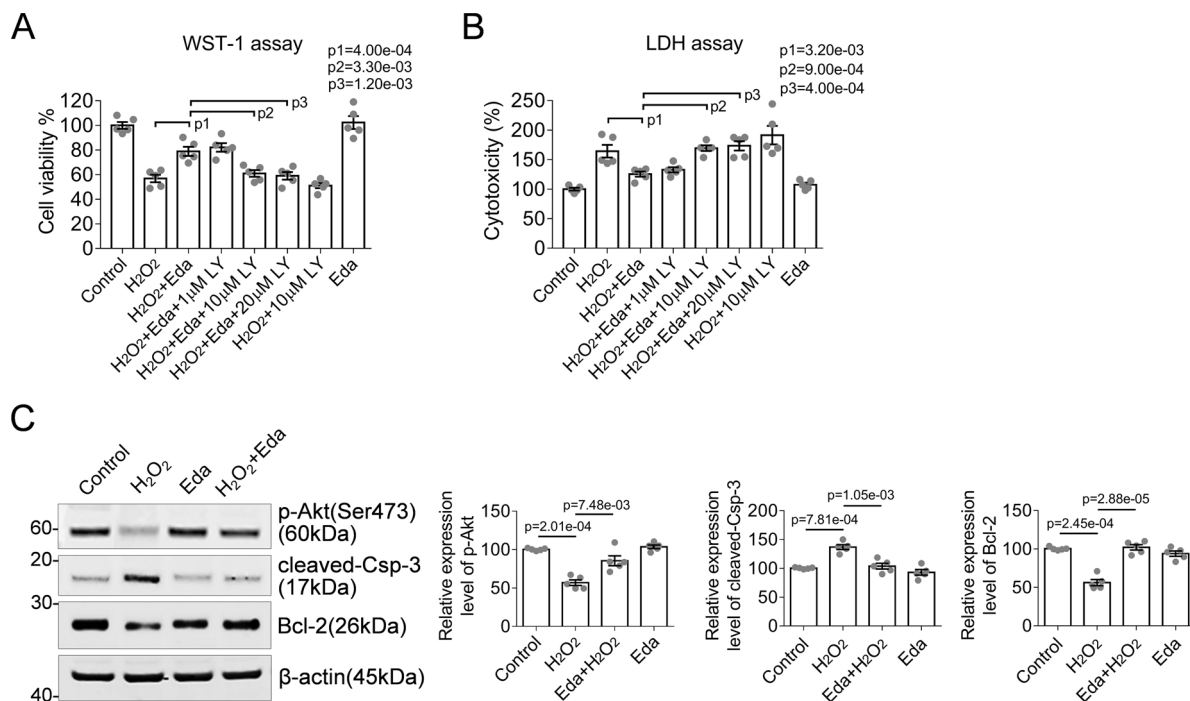 A
WST-1 assay
p1=4.00e-04
p2=3.30e-03
p3=1.20e-03
Cell viability %
120
100
80
60
40
20
0
p1
p2
p3
Control
H2O2
H2O2+Eda
H2O2+Eda+1μM LY
H2O2+Eda+10μM LY
H2O2+Eda+20μM LY
H2O2+10μM LY
Eda
B
LDH assay
p1=3.20e-03
p2=9.00e-04
p3=4.00e-04
Cytotoxicity (%)
250
200
150
100
50
0
p1
p2
p3
Control
H2O2
H2O2+Eda
H2O2+Eda+1μM LY
H2O2+Eda+10μM LY
H2O2+Eda+20μM LY
H2O2+10μM LY
Eda
C
Control
H2O2
Eda
H2O2+Eda
60
p-Akt(Ser473)
(60kDa)
20
cleaved-Csp-3
(17kDa)
30
Bcl-2(26kDa)
β-actin(45kDa)
40
Relative expression
level of p-Akt
150
100
50
0
p=2.01e-04
p=7.48e-03
Control
H2O2
Eda+H2O2
Eda
Relative expression
level of cleaved-Csp-3
200
150
100
50
0
p=7.81e-04
p=1.05e-03
Control
H2O2
Eda+H2O2
Eda
Relative expression
level of Bcl-2
150
100
50
0
p=2.45e-04
p=2.88e-05
Control
H2O2
Eda+H2O2
Eda